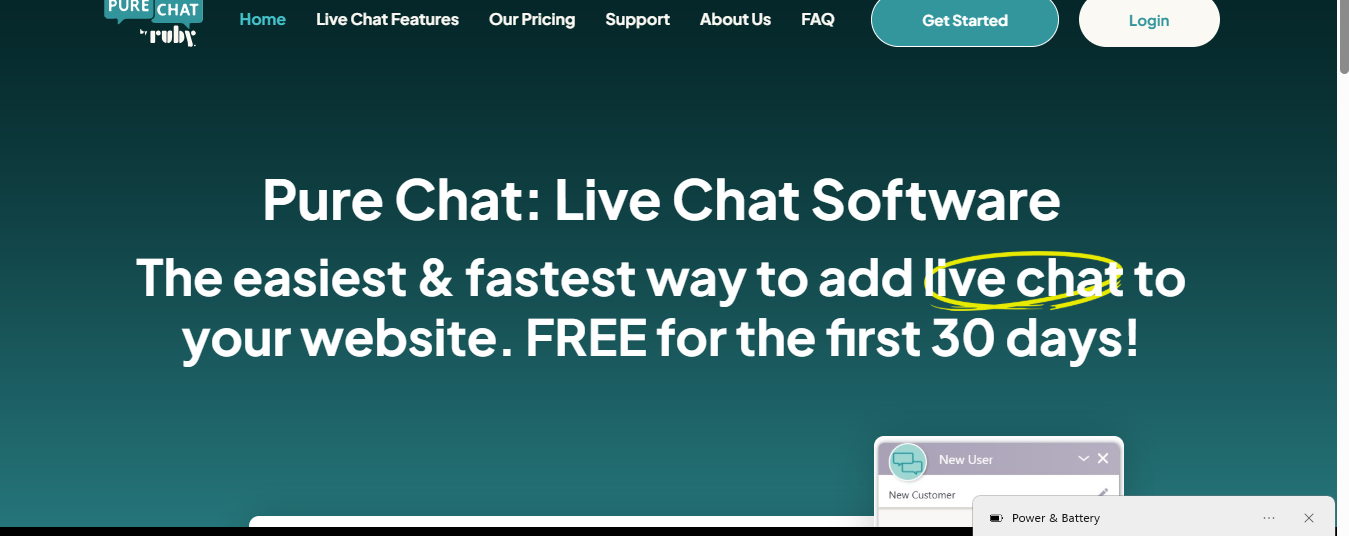 PURE CHAT
by ruby
Home Live Chat Features Our Pricing Support About Us FAQ Get Started Login
Pure Chat: Live Chat Software
The easiest & fastest way to add live chat to
your website. FREE for the first 30 days!
New User
New Customer
Power & Battery